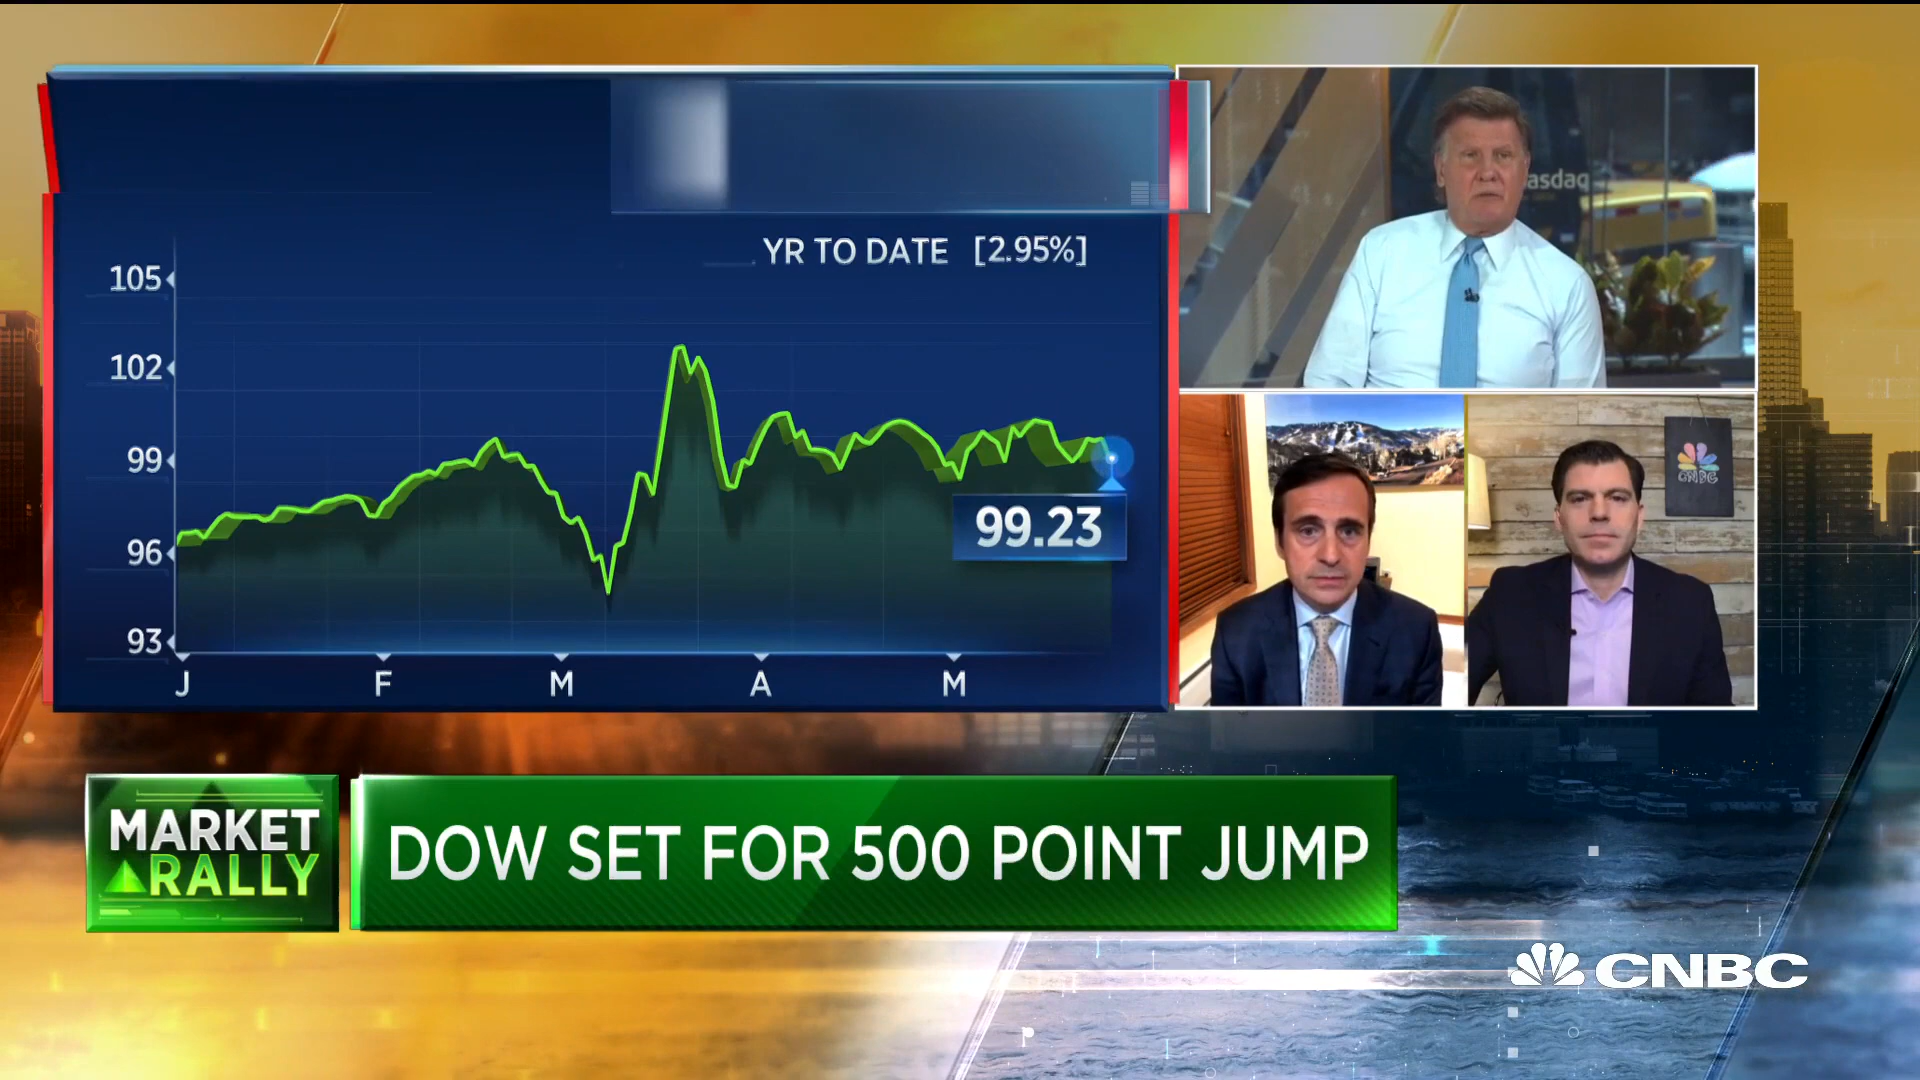 YR TO DATE [2.95%]
105
102
99
96
93
99.23
J F M A M
asdaq
CNBC
MARKET
RALLY
DOW SET FOR 500 POINT JUMP
CNBC